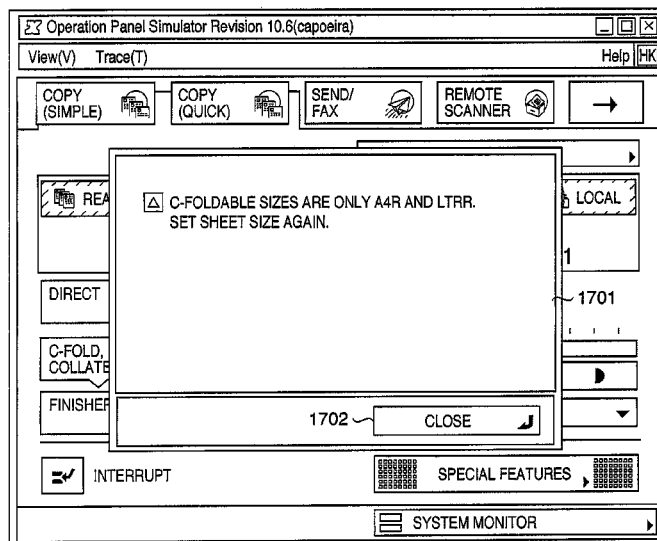 Operation Panel Simulator Revision 10.6(capoeira)
View(V) Trace(T) Help HK
COPY (SIMPLE)
COPY (QUICK)
SEND/ FAX
REMOTE SCANNER
REA
LOCAL
C-FOLDABLE SIZES ARE ONLY A4R AND LTRR.
SET SHEET SIZE AGAIN.
1
DIRECT
1701
C-FOLD,
COLLATE
FINISHER
1702
CLOSE
INTERRUPT
SPECIAL FEATURES
SYSTEM MONITOR